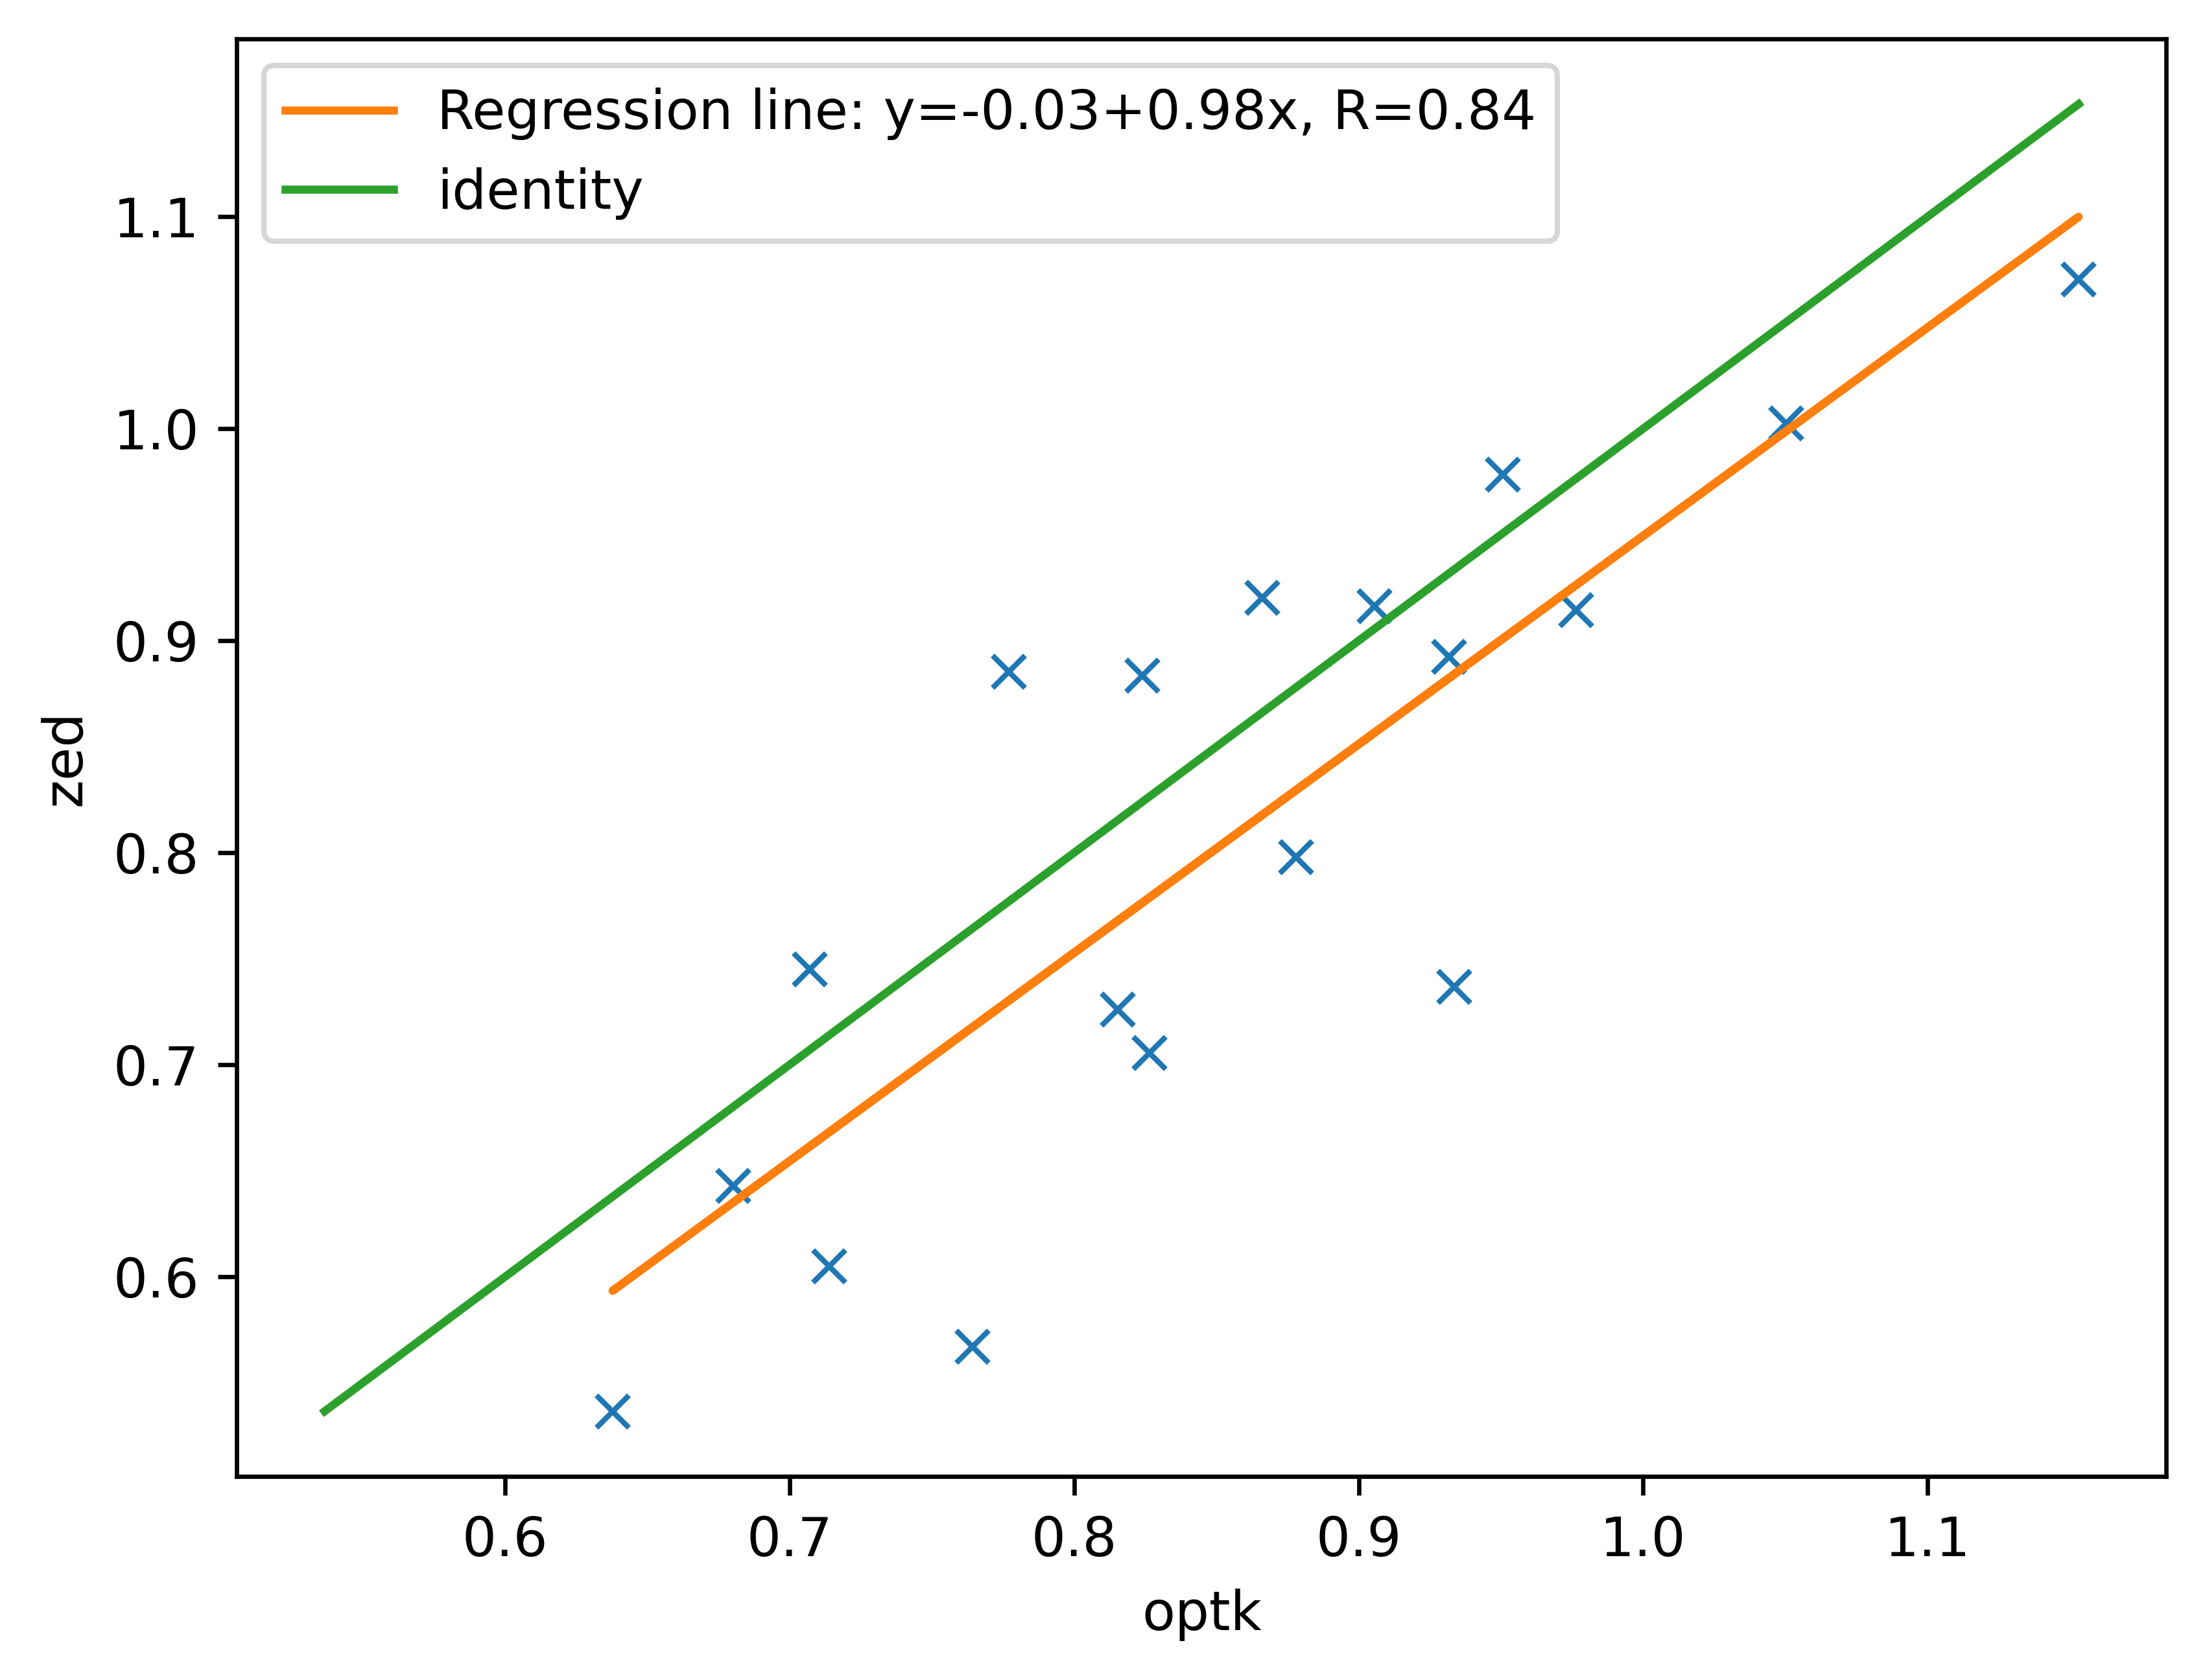 Regression line: y=-0.03+0.98x, R=0.84
identity
1.1
1.0
0.9
0.8
0.7
0.6
zed
0.6 0.7 0.8 0.9 1.0 1.1
optk